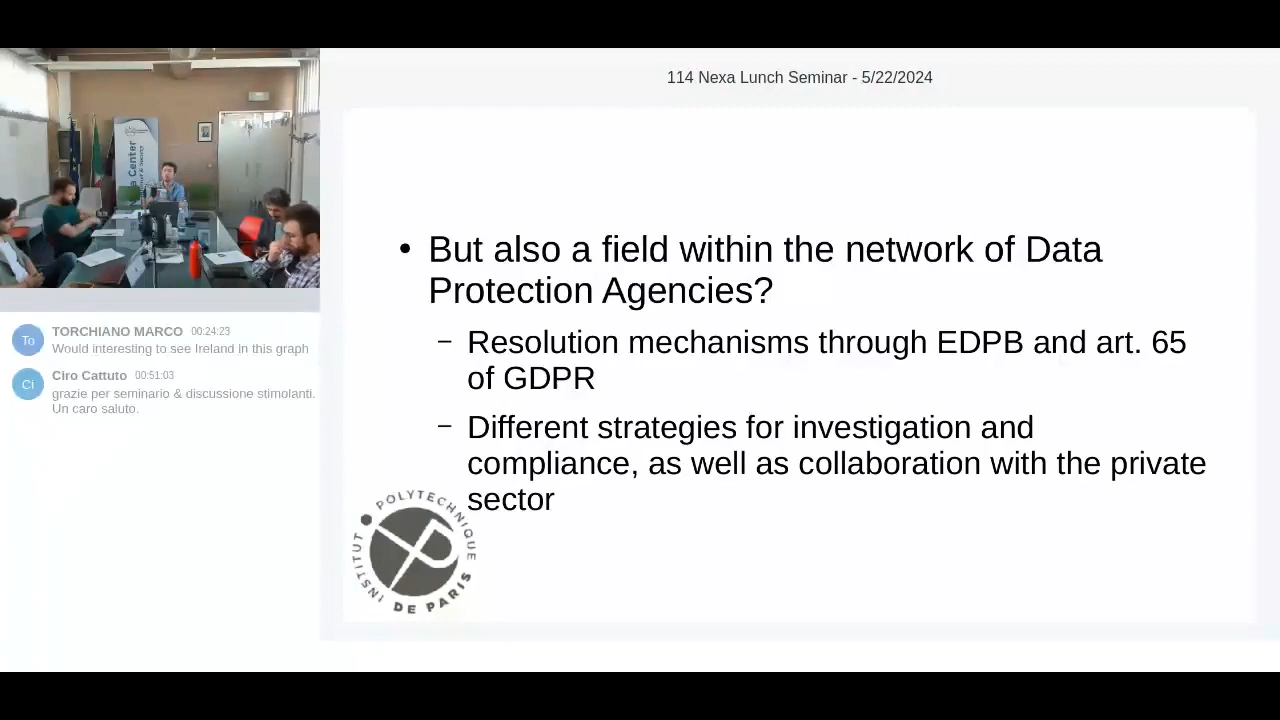 114 Nexa Lunch Seminar - 5/22/2024
• But also a field within the network of Data
Protection Agencies?
– Resolution mechanisms through EDPB and art. 65
of GDPR
– Different strategies for investigation and
compliance, as well as collaboration with the private
sector
INSTITUT POLYTECHNIQUE
DE PARIS
Center
To
TORCHIANO MARCO 00:24:23
Would interesting to see Ireland in this graph
Ci
Ciro Cattuto 00:51:03
grazie per seminario & discussione stimolanti.
Un caro saluto.